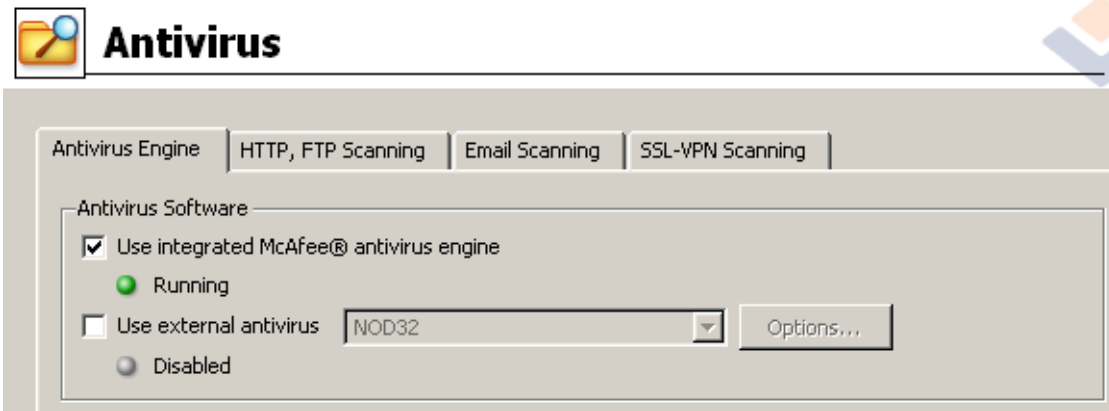 Antivirus
Antivirus Engine HTTP, FTP Scanning Email Scanning SSL-VPN Scanning
Antivirus Software
Use integrated McAfee® antivirus engine
Running
Use external antivirus NOD32 Options...
Disabled